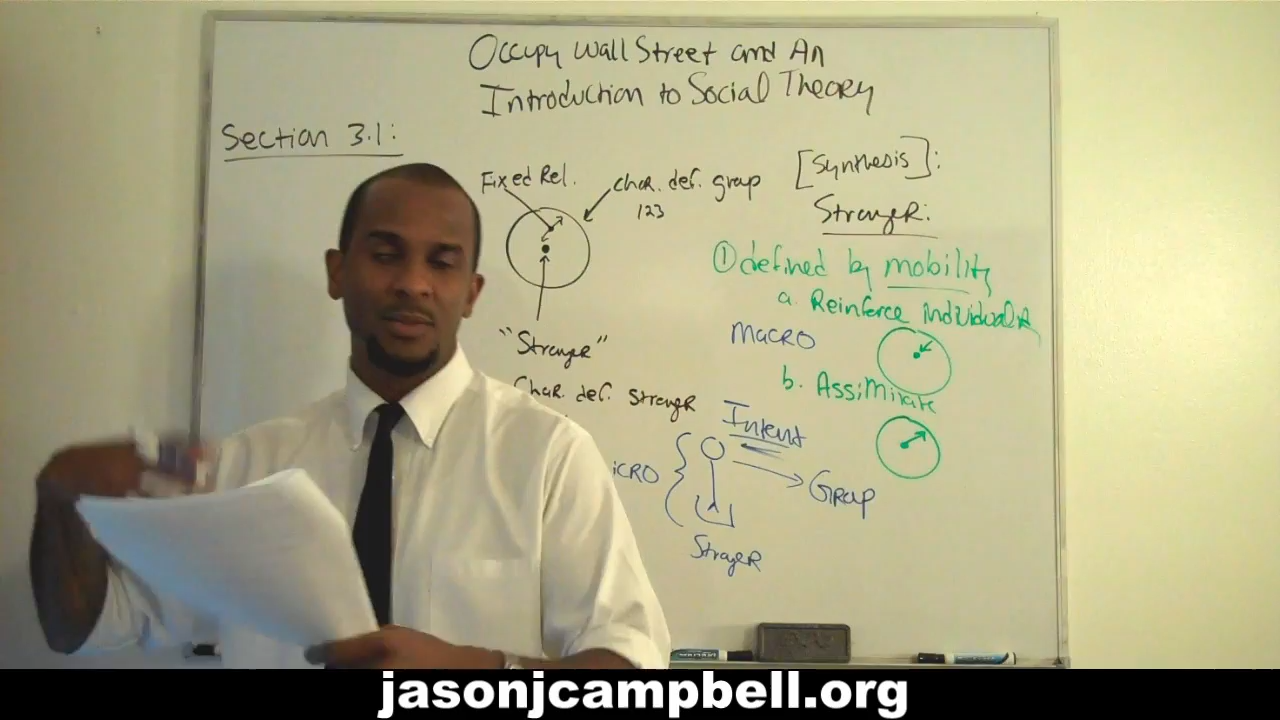 Occupy Wall Street and An
Introduction to Social Theory
Section 3.1:
Fixed Rel.
Char. def. group
123
"Stranger"
Char. def. Stranger
[Synthesis]:
Stranger:
① defined by mobility
a. Reinforce
MACRO
b. Assimilate
Intent
ICRO
Group
Stranger
jasonjcampbell.org